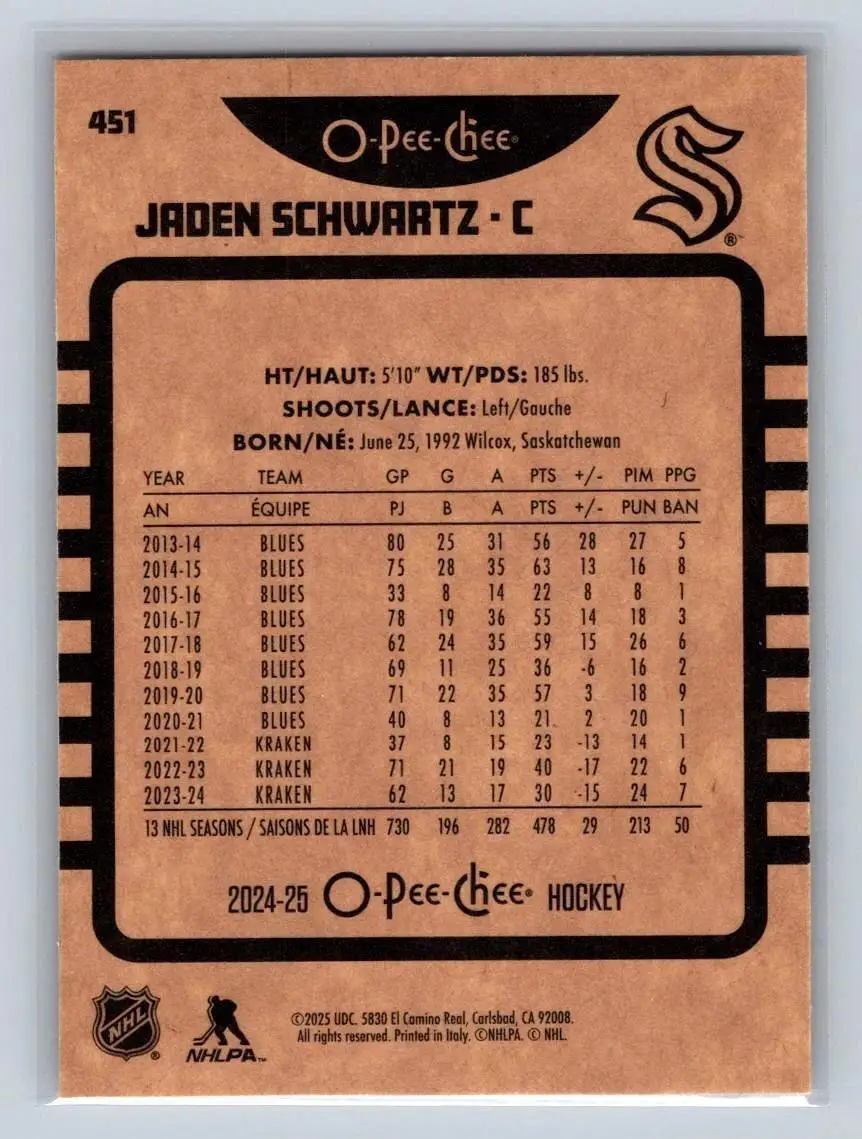 451
O-Pee-Chee®
JADEN SCHWARTZ · C
S
®
HT/HAUT: 5'10" WT/PDS: 185 lbs.
SHOOTS/LANCE: Left/Gauche
BORN/NÉ: June 25, 1992 Wilcox, Saskatchewan
YEAR TEAM GP G A PTS +/- PIM PPG
AN ÉQUIPE PJ B A PTS +/- PUN BAN
2013-14 BLUES 80 25 31 56 28 27 5
2014-15 BLUES 75 28 35 63 13 16 8
2015-16 BLUES 33 8 14 22 8 8 1
2016-17 BLUES 78 19 36 55 14 18 3
2017-18 BLUES 62 24 35 59 15 26 6
2018-19 BLUES 69 11 25 36 -6 16 2
2019-20 BLUES 71 22 35 57 3 18 9
2020-21 BLUES 40 8 13 21 2 20 1
2021-22 KRAKEN 37 8 15 23 -13 14 1
2022-23 KRAKEN 71 21 19 40 -17 22 6
2023-24 KRAKEN 62 13 17 30 -15 24 7
13 NHL SEASONS / SAISONS DE LA LNH 730 196 282 478 29 213 50
2024-25 O-Pee-Chee® HOCKEY
NHL®
NHLPA™
©2025 UDC. 5830 El Camino Real, Carlsbad, CA 92008.
All rights reserved. Printed in Italy. ©NHLPA. © NHL.